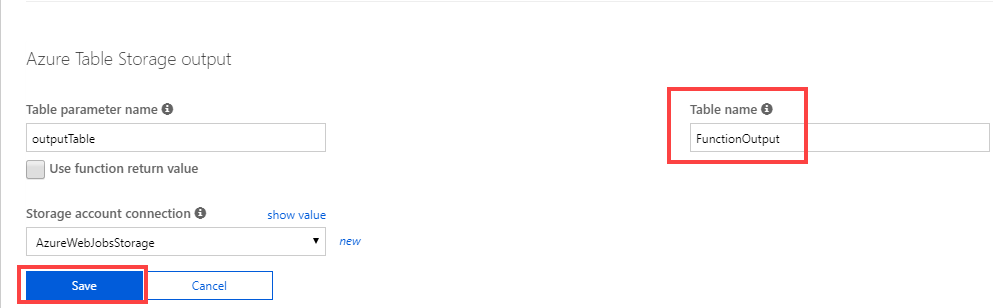 Azure Table Storage output
Table parameter name
Table name
outputTable
FunctionOutput
Use function return value
Storage account connection
show value
AzureWebJobsStorage
new
Save
Cancel